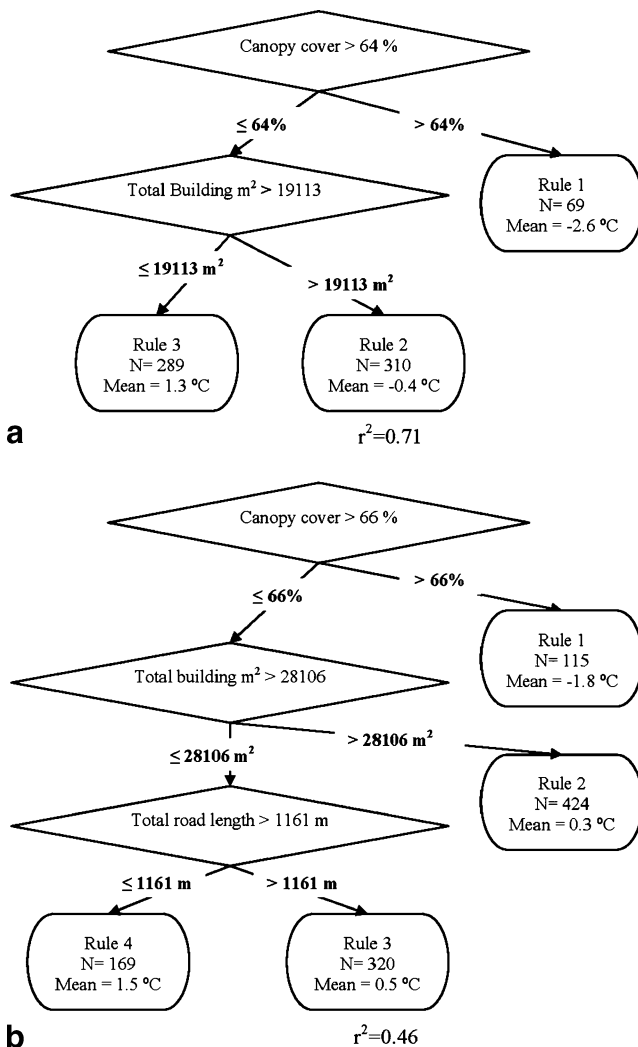 Canopy cover > 64 %
≤ 64%
> 64%
Rule 1
N= 69
Mean = -2.6 ºC
Total Building m² > 19113
≤ 19113 m²
> 19113 m²
Rule 3
N= 289
Mean = 1.3 ºC
Rule 2
N= 310
Mean = -0.4 ºC
a
r²=0.71
Canopy cover > 66 %
≤ 66%
> 66%
Rule 1
N= 115
Mean = -1.8 ºC
Total building m² > 28106
≤ 28106 m²
> 28106 m²
Rule 2
N= 424
Mean = 0.3 ºC
Total road length > 1161 m
≤ 1161 m
> 1161 m
Rule 4
N= 169
Mean = 1.5 ºC
Rule 3
N= 320
Mean = 0.5 ºC
b
r²=0.46